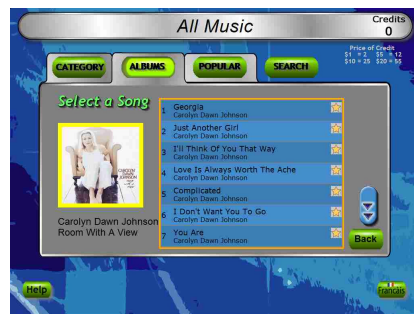 All Music
Credits
0
Price of Credit
$1 = 2 $5 = 12
$10 = 25 $20 = 55
CATEGORY
ALBUMS
POPULAR
SEARCH
Select a Song
1 Georgia
Carolyn Dawn Johnson
2 Just Another Girl
Carolyn Dawn Johnson
3 I'll Think Of You That Way
Carolyn Dawn Johnson
4 Love Is Always Worth The Ache
Carolyn Dawn Johnson
5 Complicated
Carolyn Dawn Johnson
6 I Don't Want You To Go
Carolyn Dawn Johnson
7 You Are
Carolyn Dawn Johnson
CAROLYN
DAWN
JOHNSON
Carolyn Dawn Johnson
Room With A View
Back
Help
Francais